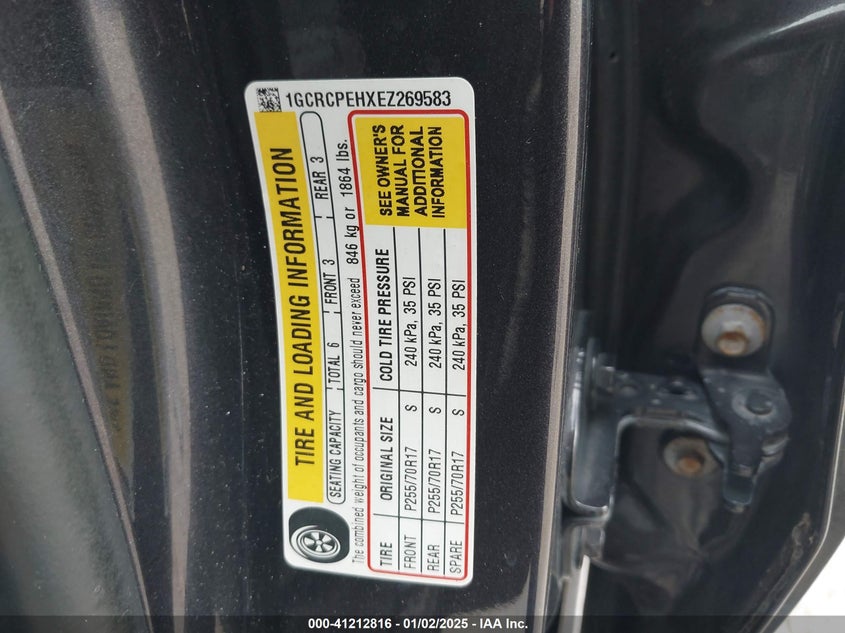 1GCRCPEHXEZ269583
TIRE AND LOADING INFORMATION
SEATING CAPACITY TOTAL 6 FRONT 3 REAR 3
The combined weight of occupants and cargo should never exceed 846 kg or 1864 lbs.
TIRE ORIGINAL SIZE COLD TIRE PRESSURE
FRONT P255/70R17 S 240 kPa, 35 PSI
REAR P255/70R17 S 240 kPa, 35 PSI
SPARE P255/70R17 S 240 kPa, 35 PSI
SEE OWNER'S
MANUAL FOR
ADDITIONAL
INFORMATION
000-41212816 - 01/02/2025 - IAA Inc.